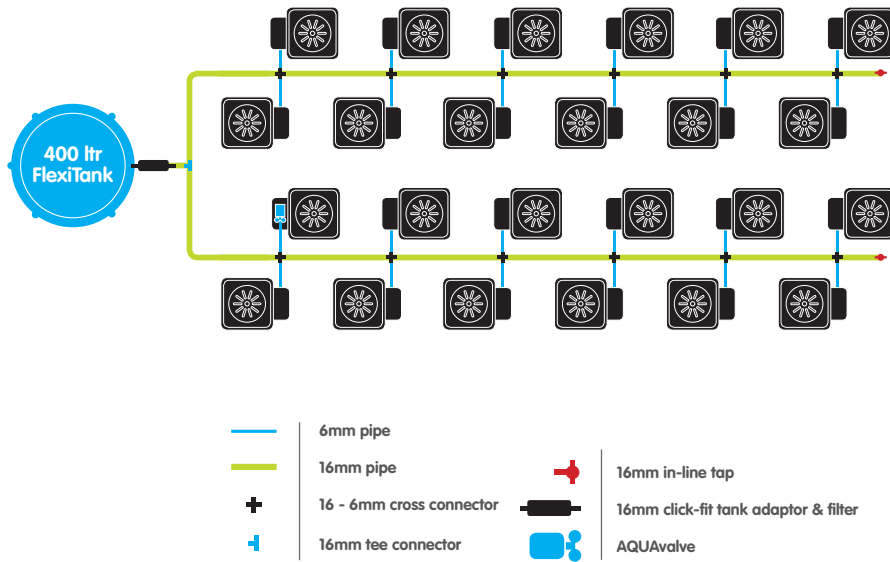 400 ltr
FlexiTank
6mm pipe
16mm pipe
16 - 6mm cross connector
16mm tee connector
16mm in-line tap
16mm click-fit tank adaptor & filter
AQUAvalve